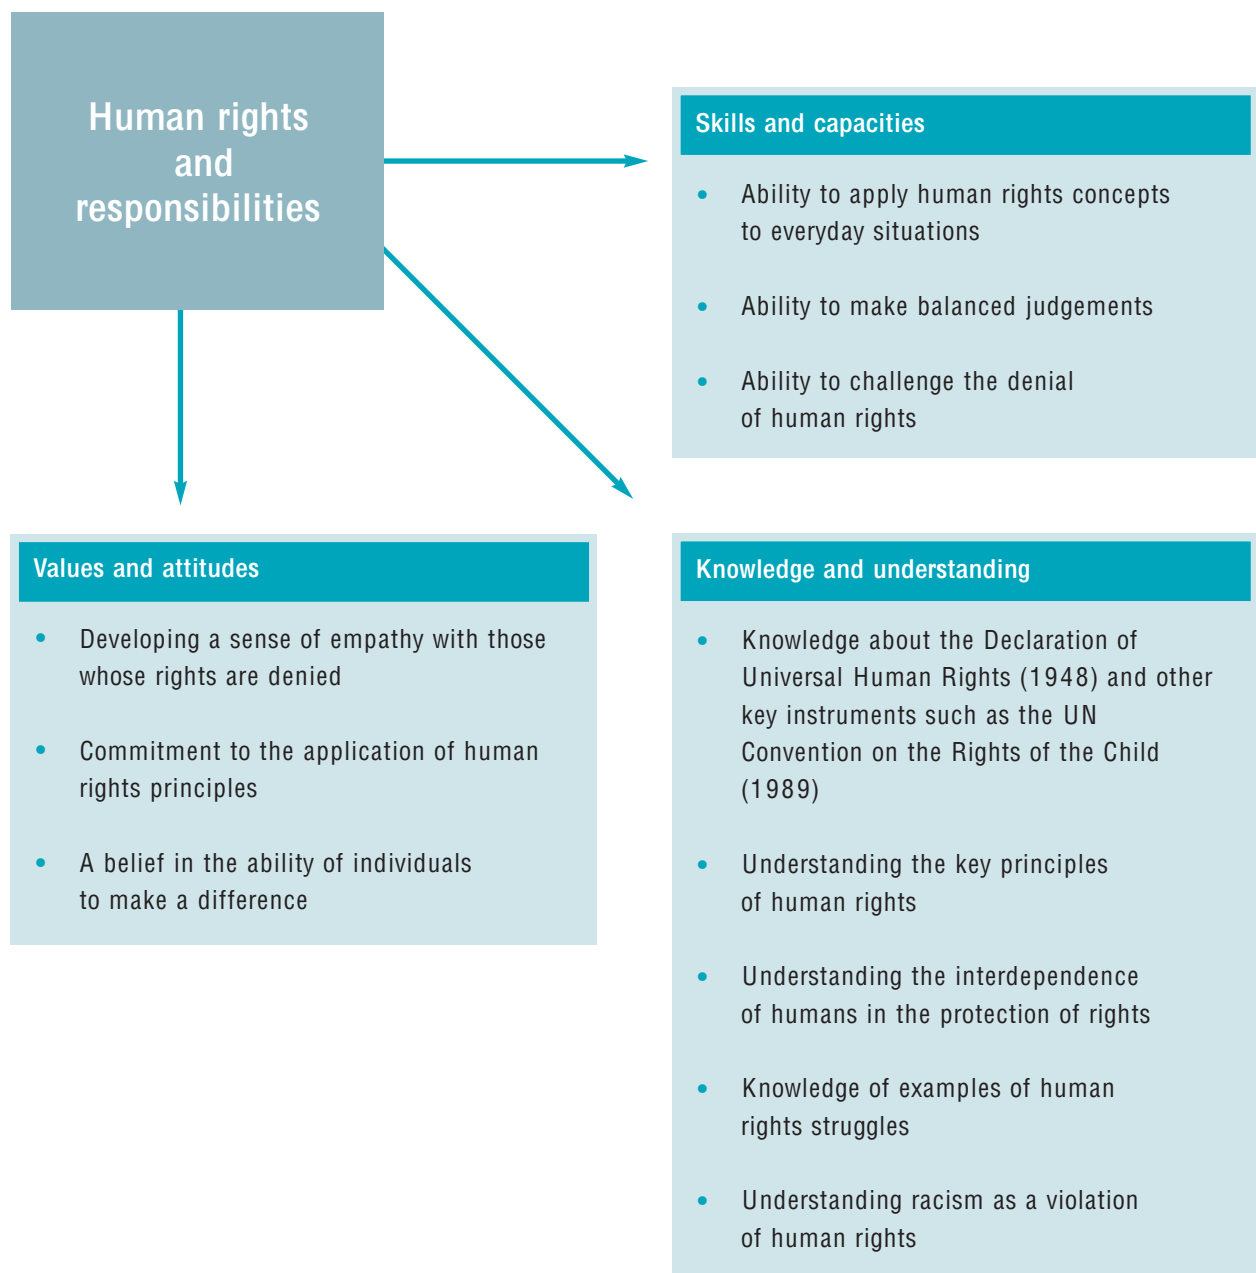 Human rights
and
responsibilities
Skills and capacities
• Ability to apply human rights concepts
to everyday situations
• Ability to make balanced judgements
• Ability to challenge the denial
of human rights
Values and attitudes
• Developing a sense of empathy with those
whose rights are denied
• Commitment to the application of human
rights principles
• A belief in the ability of individuals
to make a difference
Knowledge and understanding
• Knowledge about the Declaration of
Universal Human Rights (1948) and other
key instruments such as the UN
Convention on the Rights of the Child
(1989)
• Understanding the key principles
of human rights
• Understanding the interdependence
of humans in the protection of rights
• Knowledge of examples of human
rights struggles
• Understanding racism as a violation
of human rights